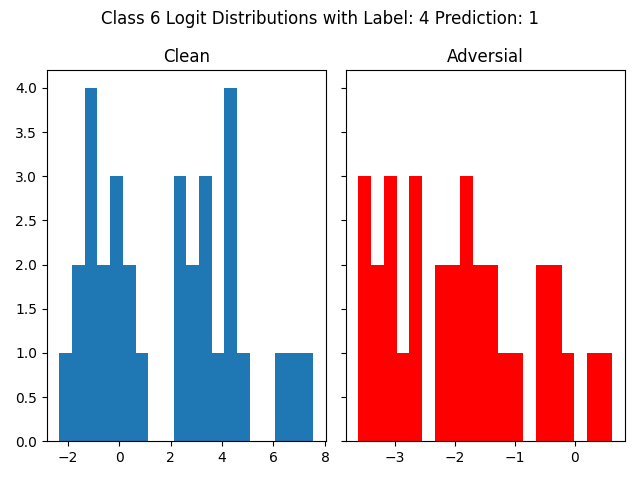 Class 6 Logit Distributions with Label: 4 Prediction: 1
Clean
Adversial
4.0
3.5
3.0
2.5
2.0
1.5
1.0
0.5
0.0
−2 0 2 4 6 8
−3 −2 −1 0